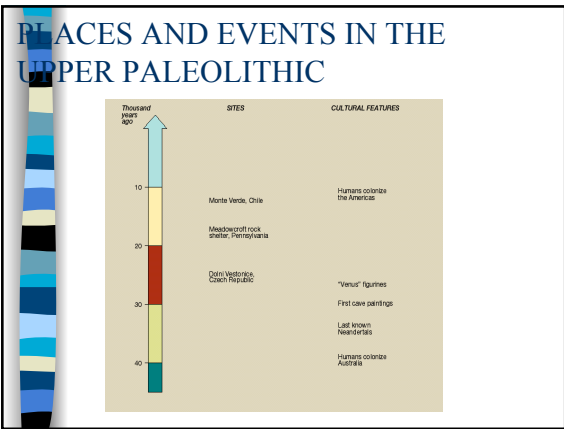 PLACES AND EVENTS IN THE
UPPER PALEOLITHIC
Thousand
years
ago
SITES
CULTURAL FEATURES
10
Humans colonize
the Americas
Monte Verde, Chile
Meadowcroft rock
shelter, Pennsylvania
20
Dolni Vestonice,
Czech Republic
"Venus" figurines
30
First cave paintings
Last known
Neandertals
Humans colonize
Australia
40